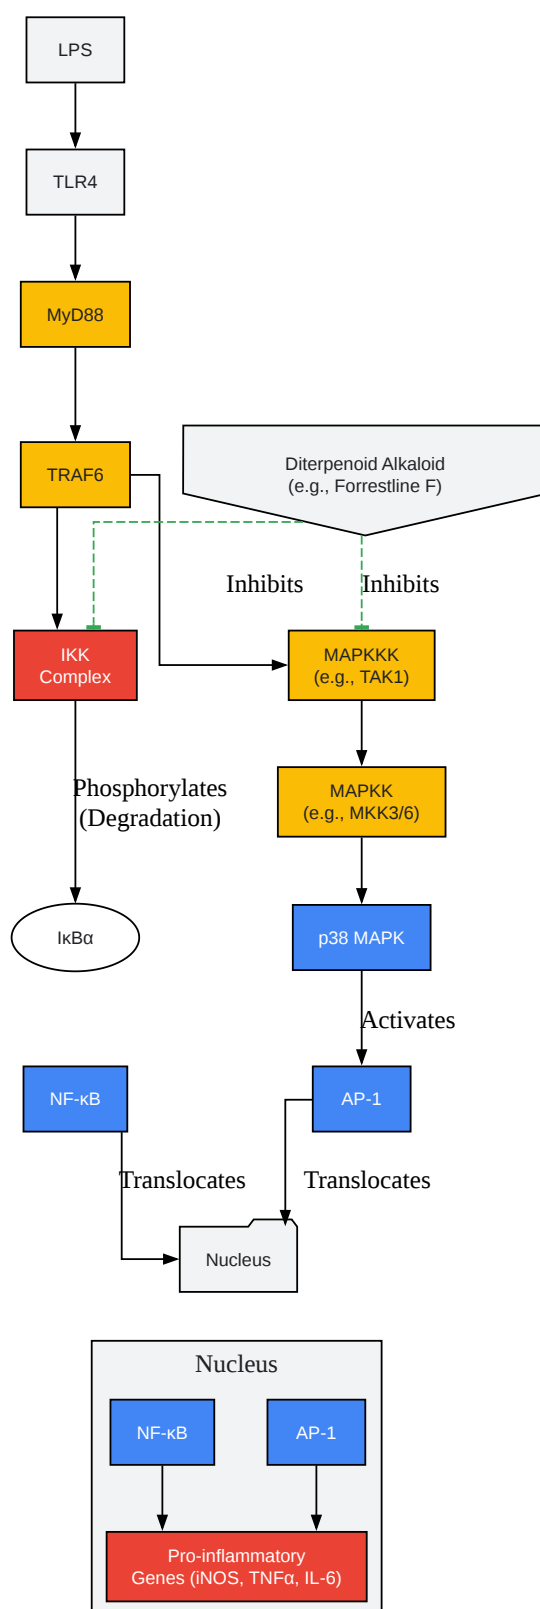 LPS
TLR4
MyD88
TRAF6
Diterpenoid Alkaloid
(e.g., Forrestline F)
Inhibits
Inhibits
IKK
Complex
MAPKKK
(e.g., TAK1)
Phosphorylates
(Degradation)
MAPKK
(e.g., MKK3/6)
IκBα
p38 MAPK
Activates
NF-κB
AP-1
Translocates
Translocates
Nucleus
Nucleus
NF-κB
AP-1
Pro-inflammatory
Genes (iNOS, TNFα, IL-6)